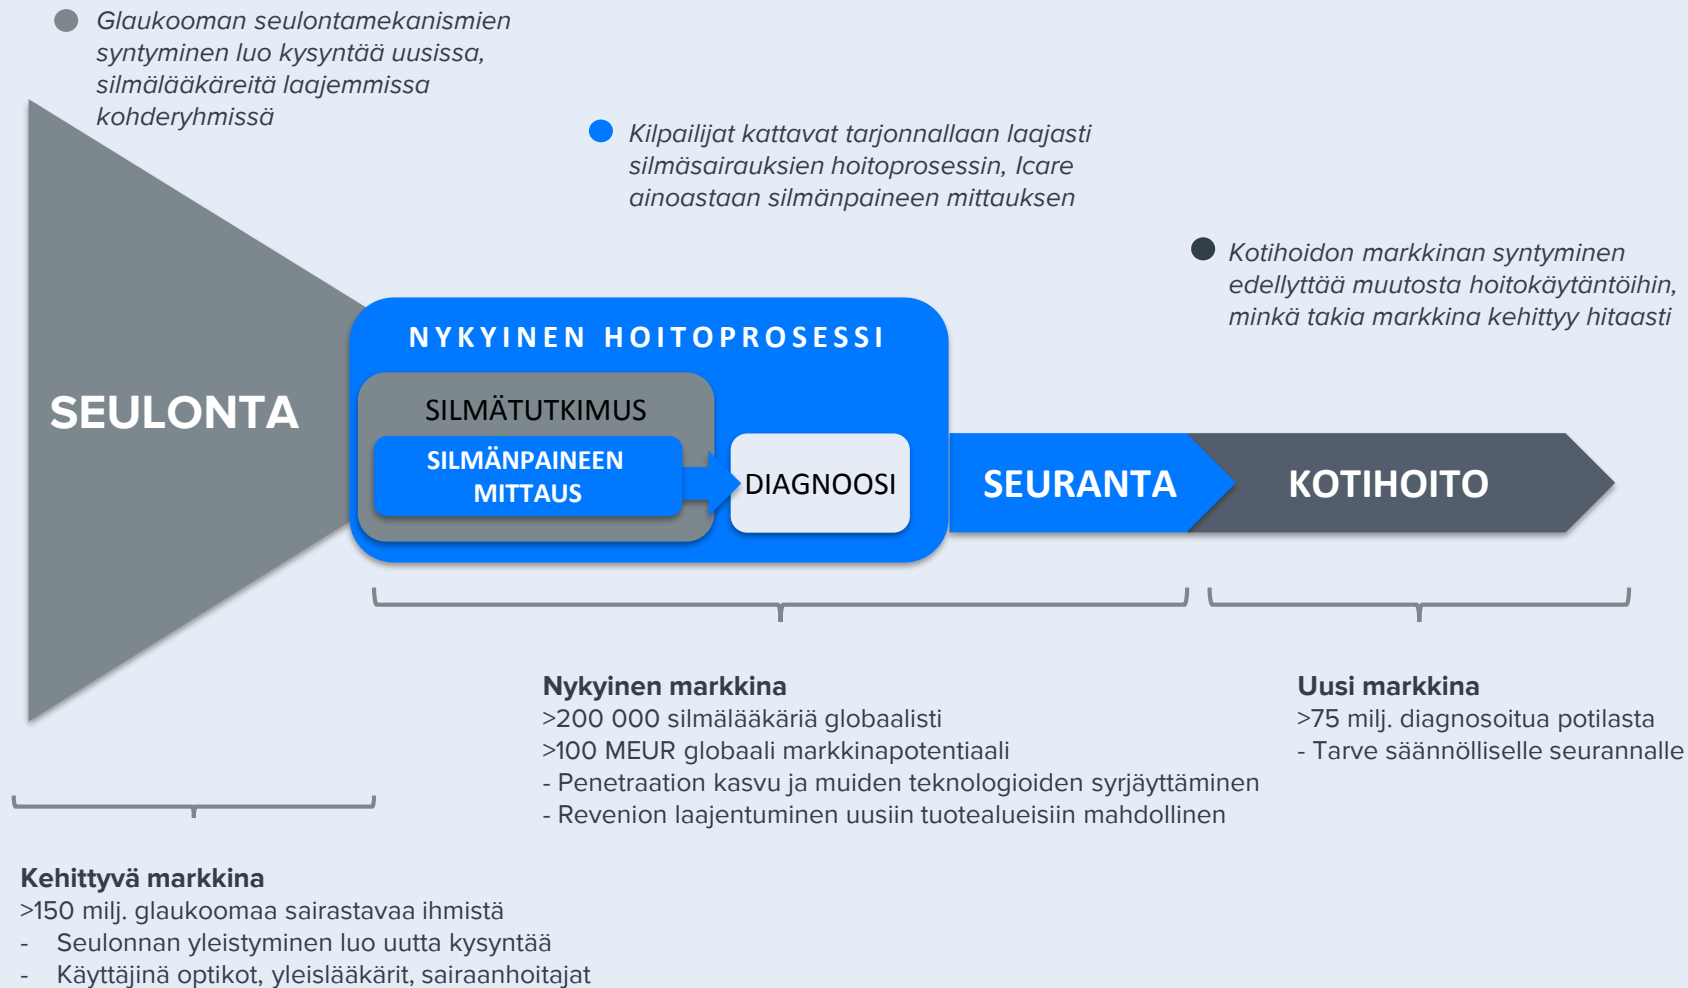 Glaukooman seulontamekanismien
syntyminen luo kysyntää uusissa,
silmälääkäreitä laajemmissa
kohderyhmissä
Kilpailijat kattavat tarjonnallaan laajasti
silmäsairauksien hoitoprosessin, Icare
ainoastaan silmänpaineen mittauksen
Kotihoidon markkinan syntyminen
edellyttää muutosta hoitokäytäntöihin,
minkä takia markkina kehittyy hitaasti
SEULONTA
NYKYINEN HOITOPROSESSI
SILMÄTUTKIMUS
SILMÄNPAINEEN
MITTAUS
DIAGNOOSI
SEURANTA
KOTIHOITO
Nykyinen markkina
>200 000 silmälääkäriä globaalisti
>100 MEUR globaali markkinapotentiaali
- Penetraation kasvu ja muiden teknologioiden syrjäyttäminen
- Revenion laajentuminen uusiin tuotealueisiin mahdollinen
Uusi markkina
>75 milj. diagnosoitua potilasta
- Tarve säännölliselle seurannalle
Kehittyvä markkina
>150 milj. glaukoomaa sairastavaa ihmistä
- Seulonnan yleistyminen luo uutta kysyntää
- Käyttäjinä optikot, yleislääkärit, sairaanhoitajat